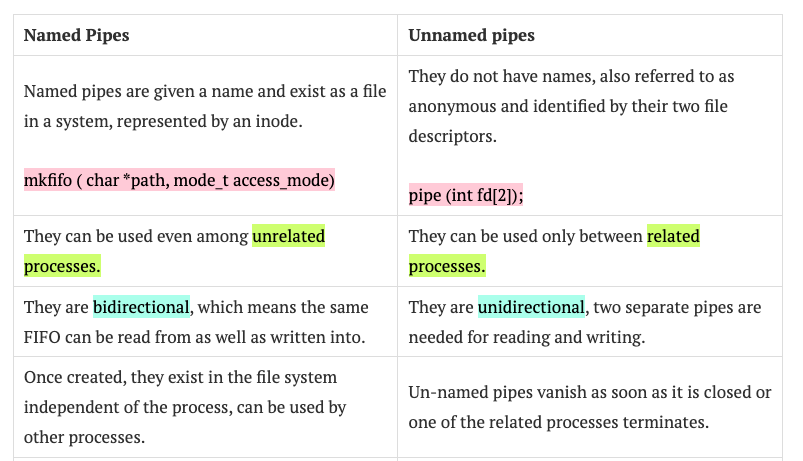 Named Pipes
Unnamed pipes
Named pipes are given a name and exist as a file
in a system, represented by an inode.
mkfifo ( char *path, mode_t access_mode)
They do not have names, also referred to as
anonymous and identified by their two file
descriptors.
pipe (int fd[2]);
They can be used even among unrelated
processes.
They can be used only between related
processes.
They are bidirectional, which means the same
FIFO can be read from as well as written into.
They are unidirectional, two separate pipes are
needed for reading and writing.
Once created, they exist in the file system
independent of the process, can be used by
other processes.
Un-named pipes vanish as soon as it is closed or
one of the related processes terminates.